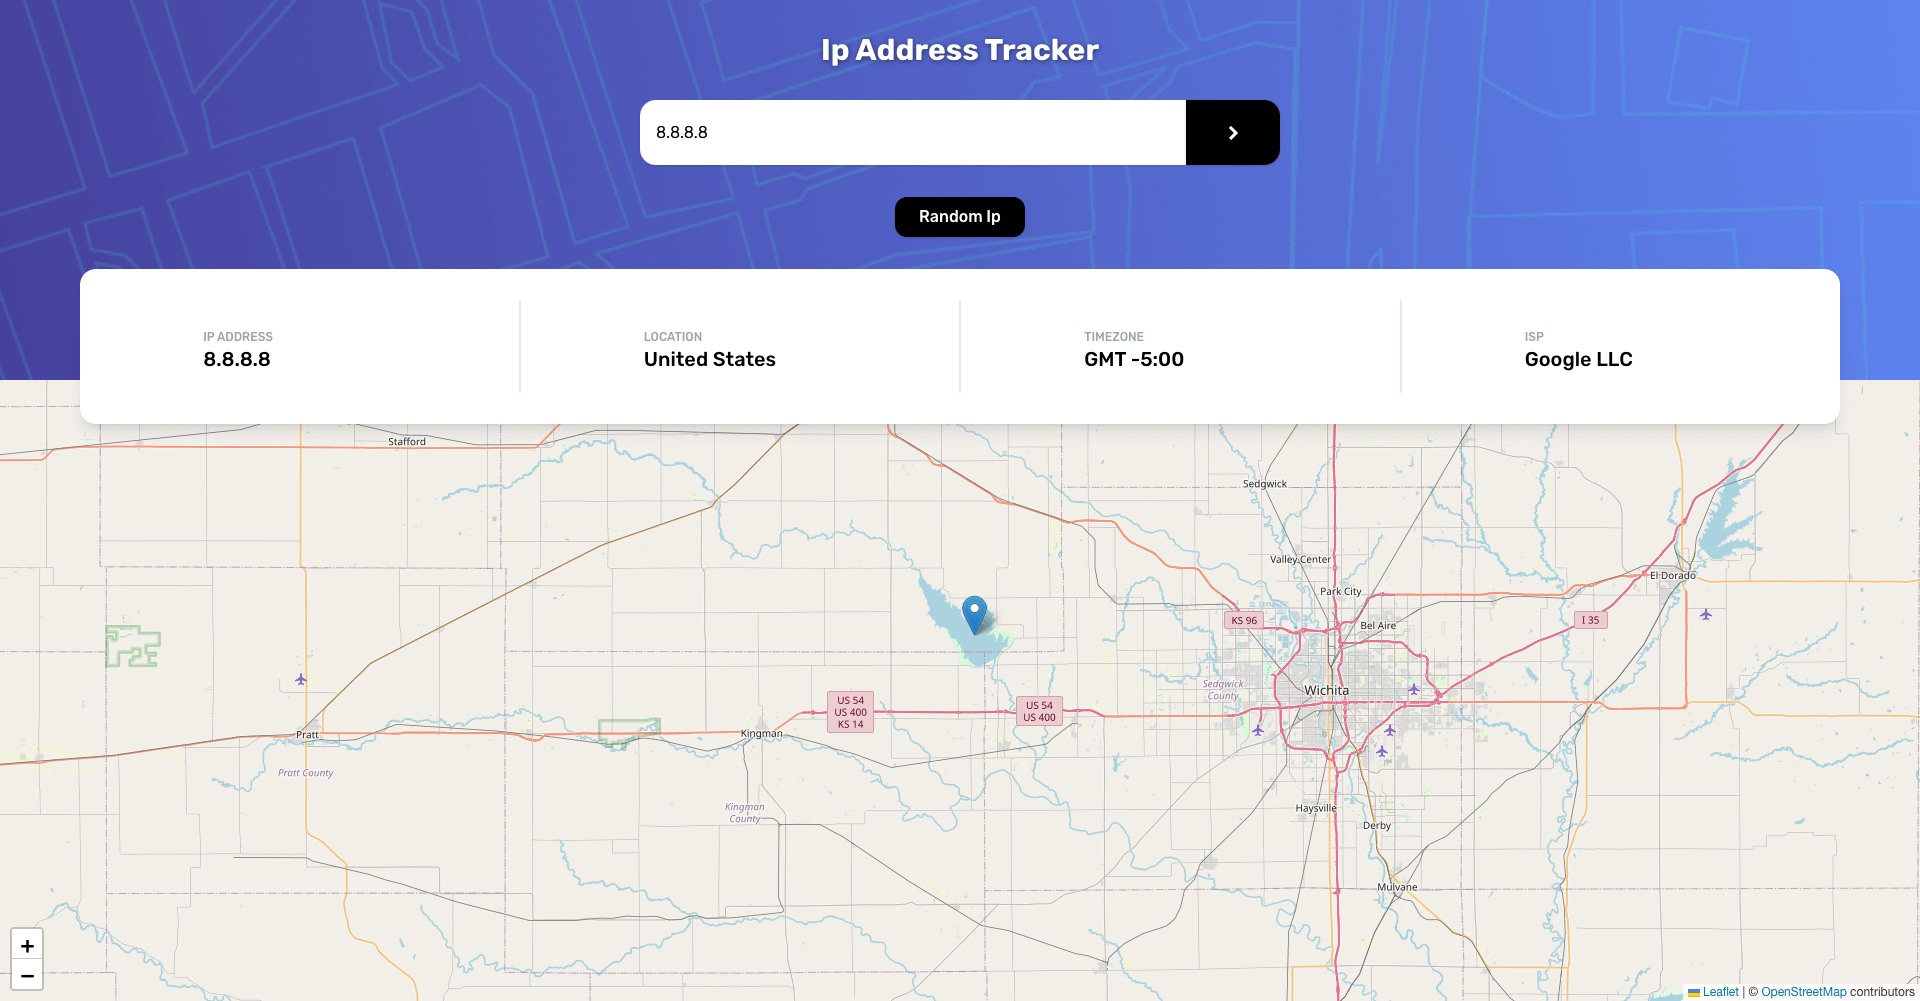 Ip Address Tracker
8.8.8.8
Random Ip
IP ADDRESS
8.8.8.8
LOCATION
United States
TIMEZONE
GMT -5:00
ISP
Google LLC
Stafford
Sedgwick
Valley Center
El Dorado
Park City
KS 96
I 35
Bel Aire
Sedgwick
County
Wichita
US 54
US 400
KS 14
US 54
US 400
Pratt
Kingman
Pratt County
Kingman
County
Haysville
Derby
Mulvane
+
−
Leaflet | © OpenStreetMap contributors